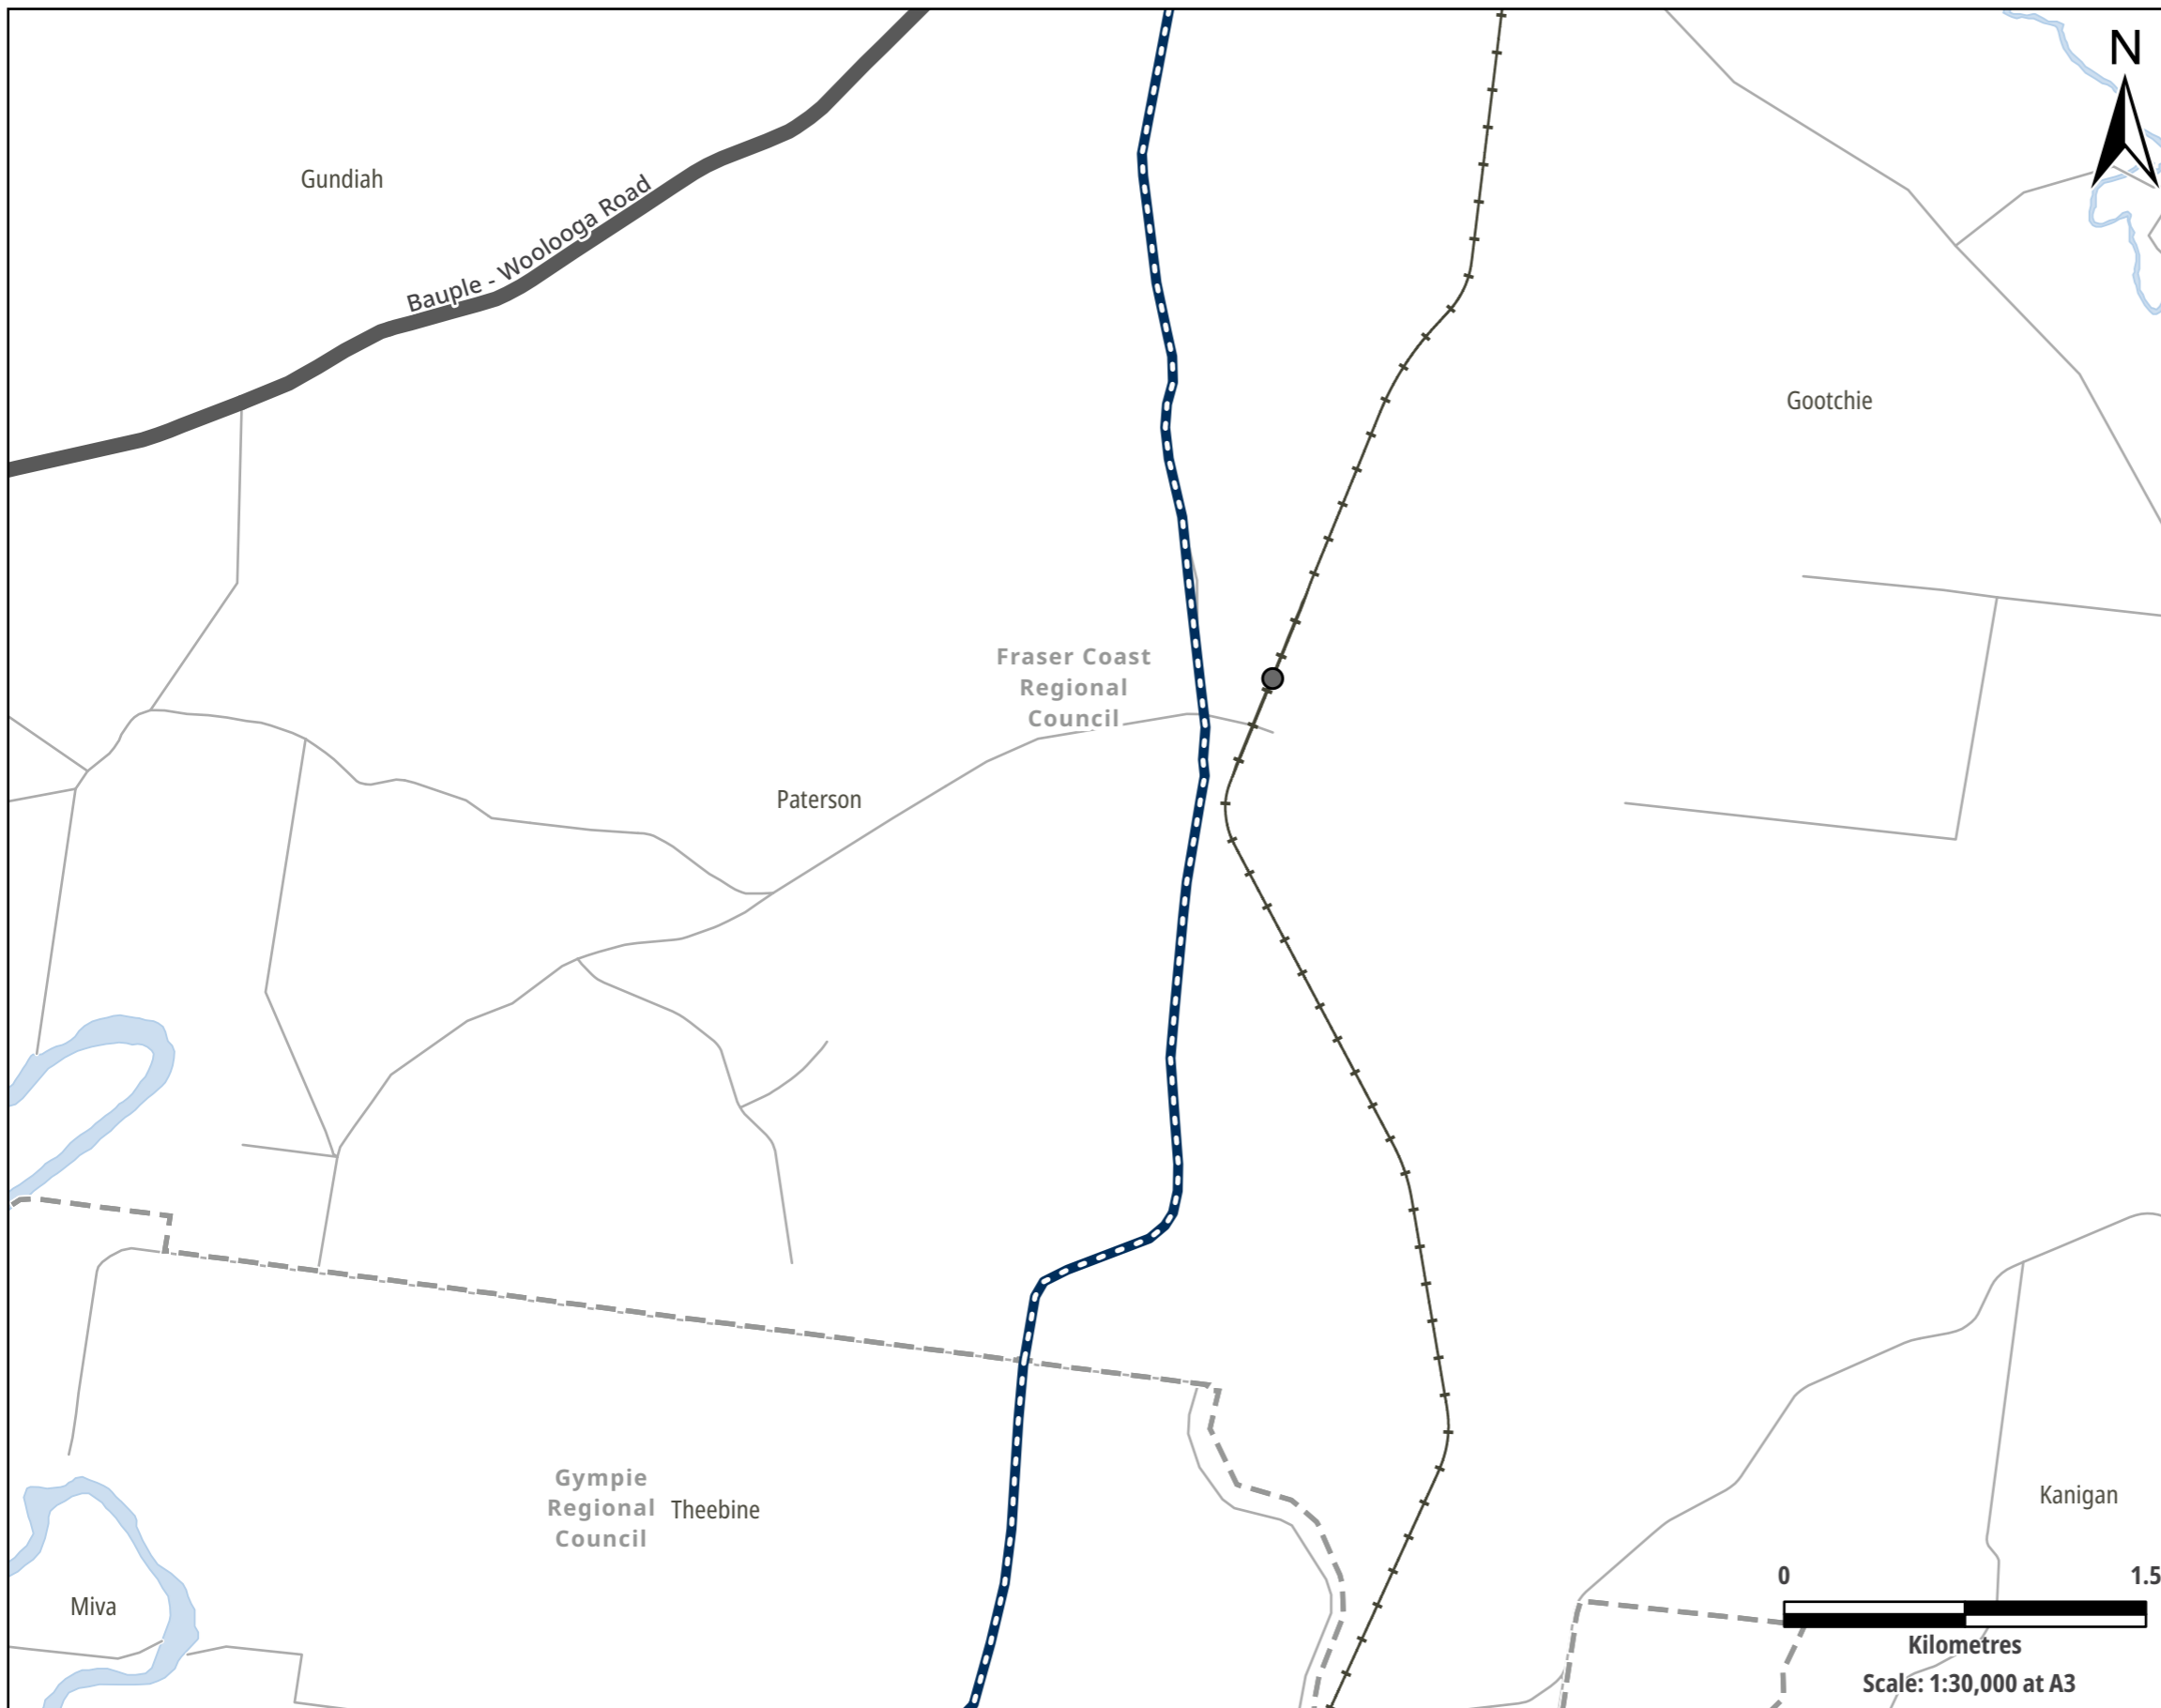 N
Gundiah
Bauple - Woolooga Road
Gootchie
Fraser Coast
Regional
Council
Paterson
Gympie
Regional
Council
Theebine
Kanigan
Miva
0
1.5
Kilometres
Scale: 1:30,000 at A3